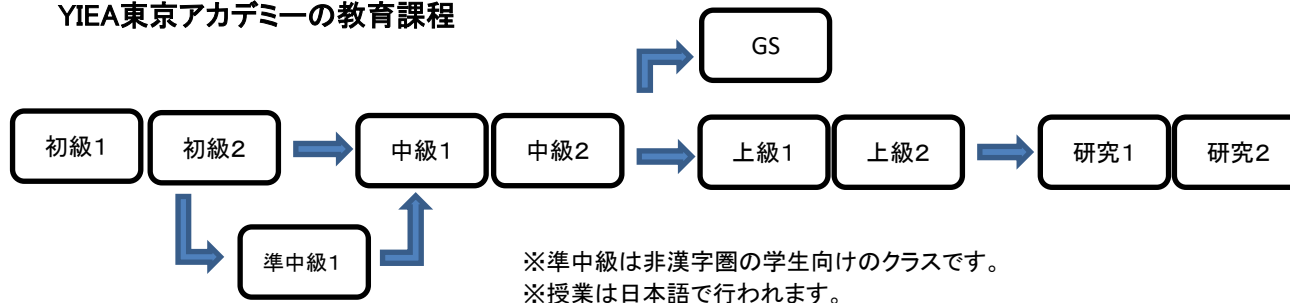 YIEA東京アカデミーの教育課程
GS
初級1
初級2
中級1
中級2
上級1
上級2
研究1
研究2
準中級1
※準中級は非漢字圏の学生向けのクラスです。
※授業は日本語で行われます。